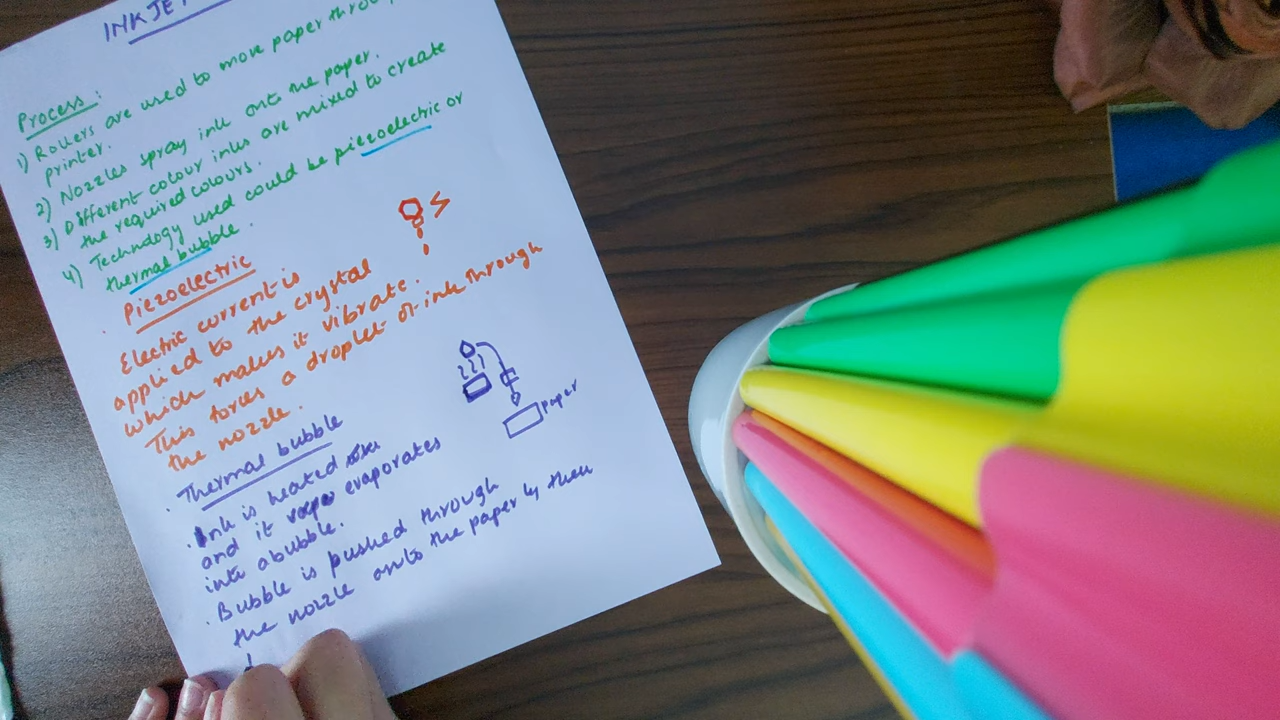 INKJET
Process:
1) Rollers are used to move paper through
printer.
2) Nozzles spray ink onto the paper.
3) Different colour inks are mixed to create
the required colours.
4) Technology used could be piezoelectric or
thermal bubble.
. Piezoelectric
Electric current is
applied to the crystal
which makes it vibrate.
This forces a droplet of ink through
the nozzle.
. Thermal bubble
. Ink is heated
and it evaporates
into a bubble.
. Bubble is pushed through
the nozzle onto the paper & then
Paper